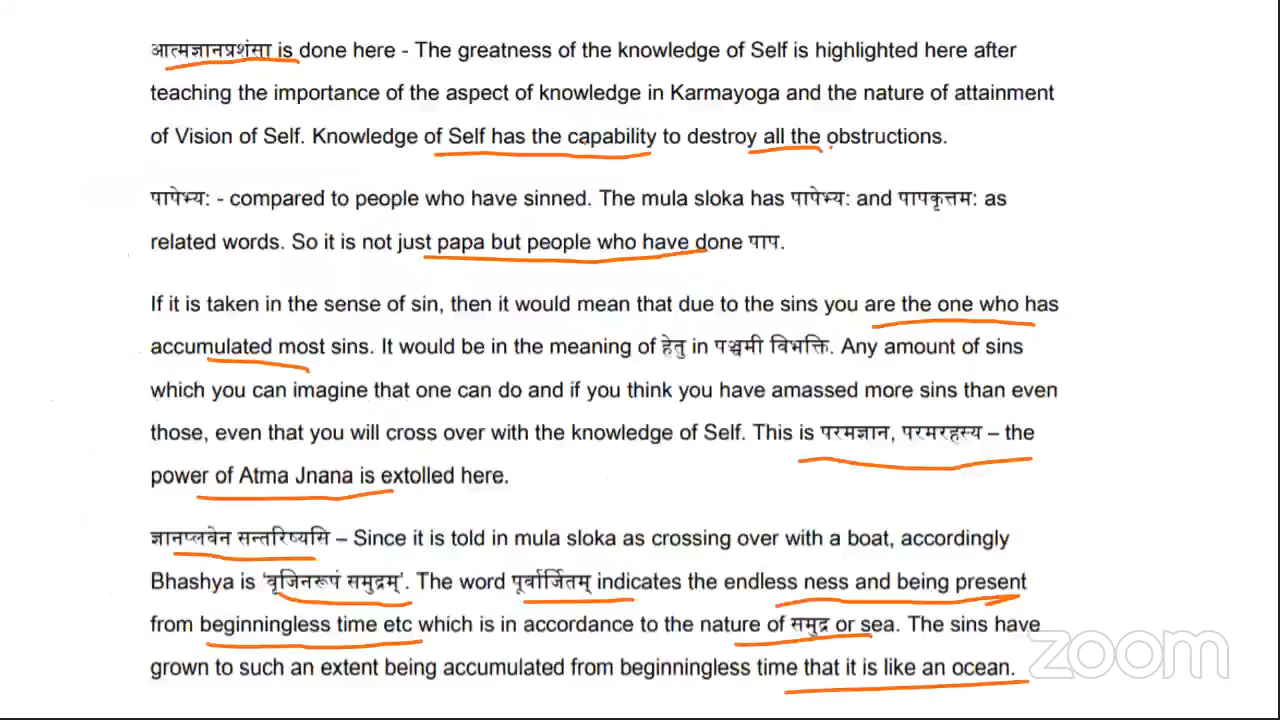 आत्मज्ञानप्रशंसा is done here - The greatness of the knowledge of Self is highlighted here after
teaching the importance of the aspect of knowledge in Karmayoga and the nature of attainment
of Vision of Self. Knowledge of Self has the capability to destroy all the obstructions.
पापेभ्य: - compared to people who have sinned. The mula sloka has पापेभ्य: and पापकृत्तम: as
related words. So it is not just papa but people who have done पाप.
If it is taken in the sense of sin, then it would mean that due to the sins you are the one who has
accumulated most sins. It would be in the meaning of हेतु in पञ्चमी विभक्ति. Any amount of sins
which you can imagine that one can do and if you think you have amassed more sins than even
those, even that you will cross over with the knowledge of Self. This is परमज्ञान, परमरहस्य – the
power of Atma Jnana is extolled here.
ज्ञानप्लवेन सन्तरिष्यसि – Since it is told in mula sloka as crossing over with a boat, accordingly
Bhashya is 'वृजिनरूपं समुद्रम्'. The word पूर्वार्जितम् indicates the endless ness and being present
from beginningless time etc which is in accordance to the nature of समुद्र or sea. The sins have
grown to such an extent being accumulated from beginningless time that it is like an ocean.
zoom